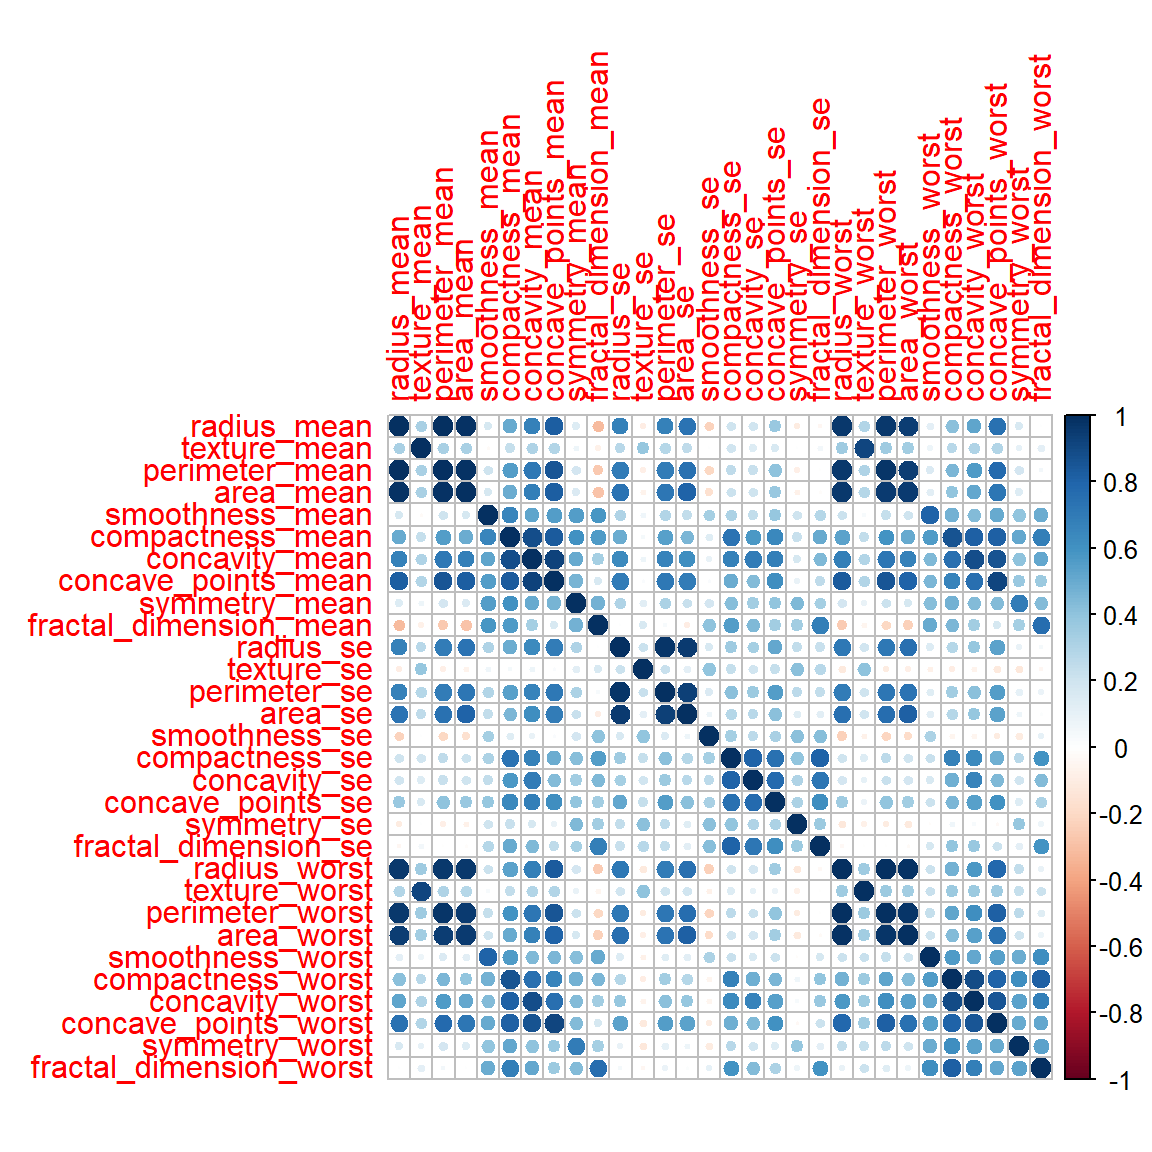 radius_mean
texture_mean
perimeter_mean
area_mean
smoothness_mean
compactness_mean
concavity_mean
concave_points_mean
symmetry_mean
fractal_dimension_mean
radius_se
texture_se
perimeter_se
area_se
smoothness_se
compactness_se
concavity_se
concave_points_se
symmetry_se
fractal_dimension_se
radius_worst
texture_worst
perimeter_worst
area_worst
smoothness_worst
compactness_worst
concavity_worst
concave_points_worst
symmetry_worst
fractal_dimension_worst
radius_mean
texture_mean
perimeter_mean
area_mean
smoothness_mean
compactness_mean
concavity_mean
concave_points_mean
symmetry_mean
fractal_dimension_mean
radius_se
texture_se
perimeter_se
area_se
smoothness_se
compactness_se
concavity_se
concave_points_se
symmetry_se
fractal_dimension_se
radius_worst
texture_worst
perimeter_worst
area_worst
smoothness_worst
compactness_worst
concavity_worst
concave_points_worst
symmetry_worst
fractal_dimension_worst
1
0.8
0.6
0.4
0.2
0
-0.2
-0.4
-0.6
-0.8
-1